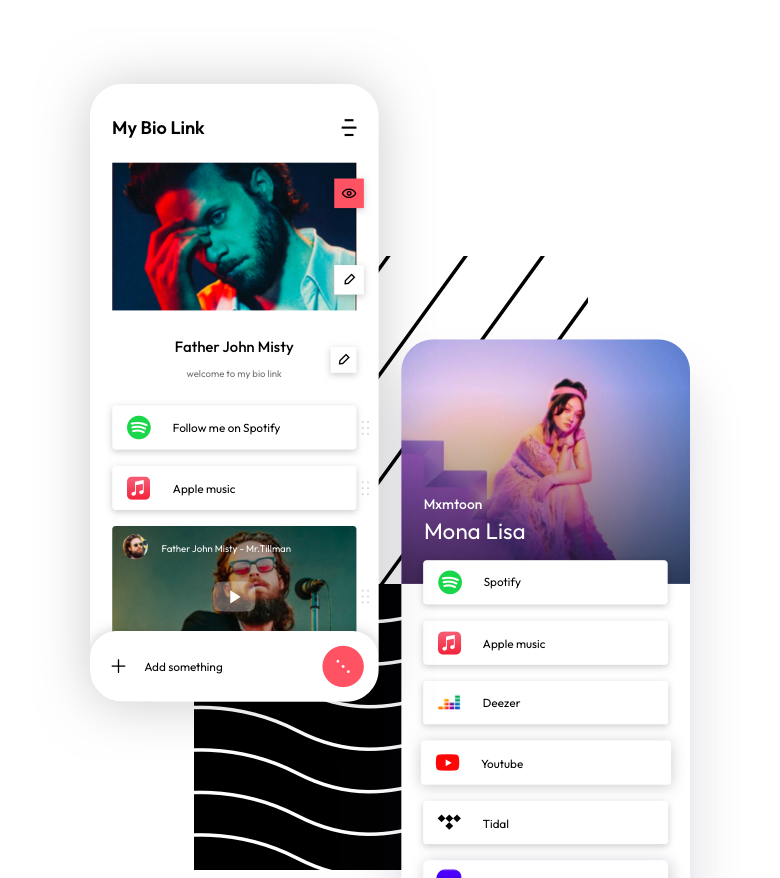 My Bio Link
Father John Misty
welcome to my bio link
Follow me on Spotify
Apple music
Father John Misty - Mr.Tillman
Add something
Mxmtoon
Mona Lisa
Spotify
Apple music
Deezer
Youtube
Tidal